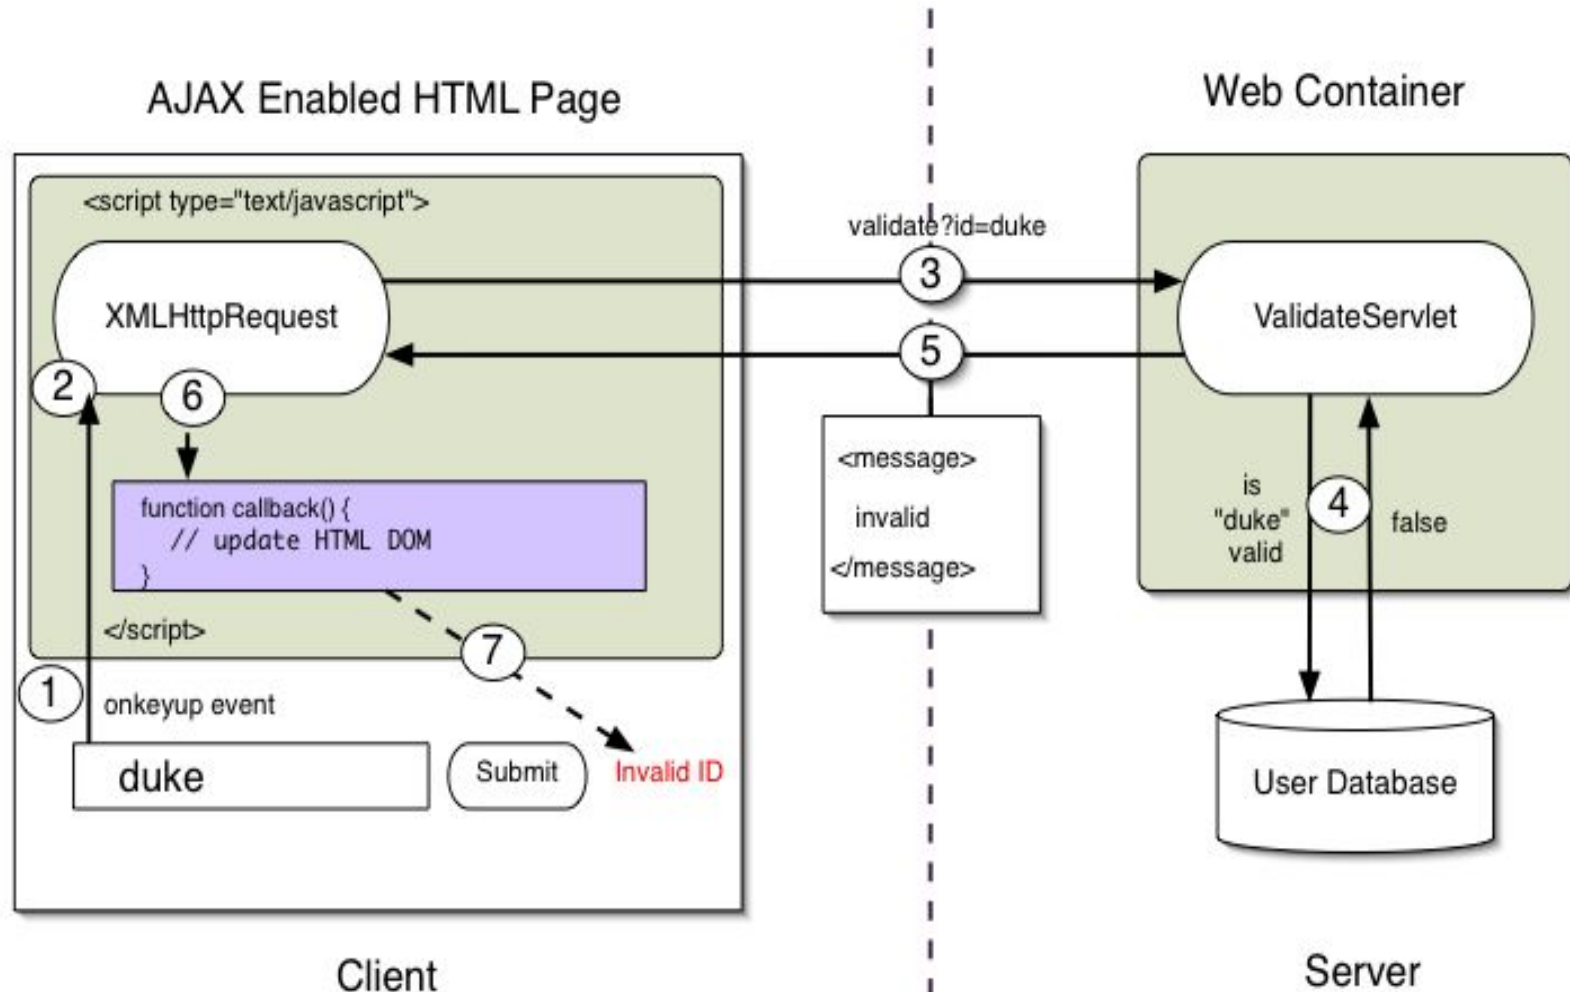 AJAX Enabled HTML Page
Web Container
<script type="text/javascript">
validate?id=duke
3
XMLHttpRequest
ValidateServlet
5
2
6
<message>
invalid
</message>
is
"duke"
valid
4
false
function callback() {
// update HTML DOM
}
</script>
7
1
onkeyup event
duke
Submit
Invalid ID
User Database
Client
Server